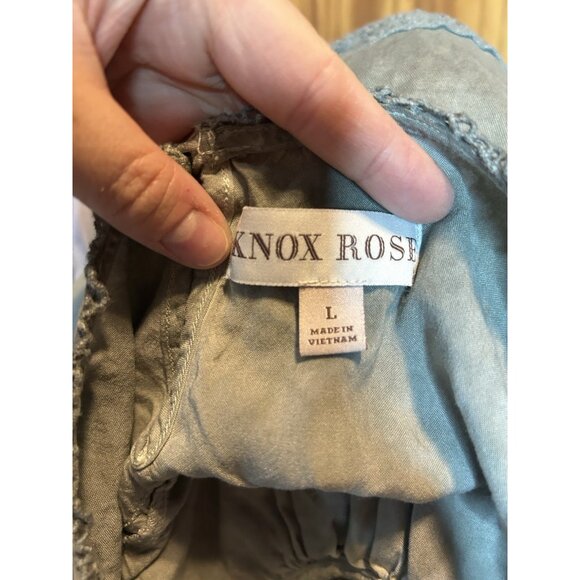 KNOX ROSE
L
MADE IN
VIETNAM